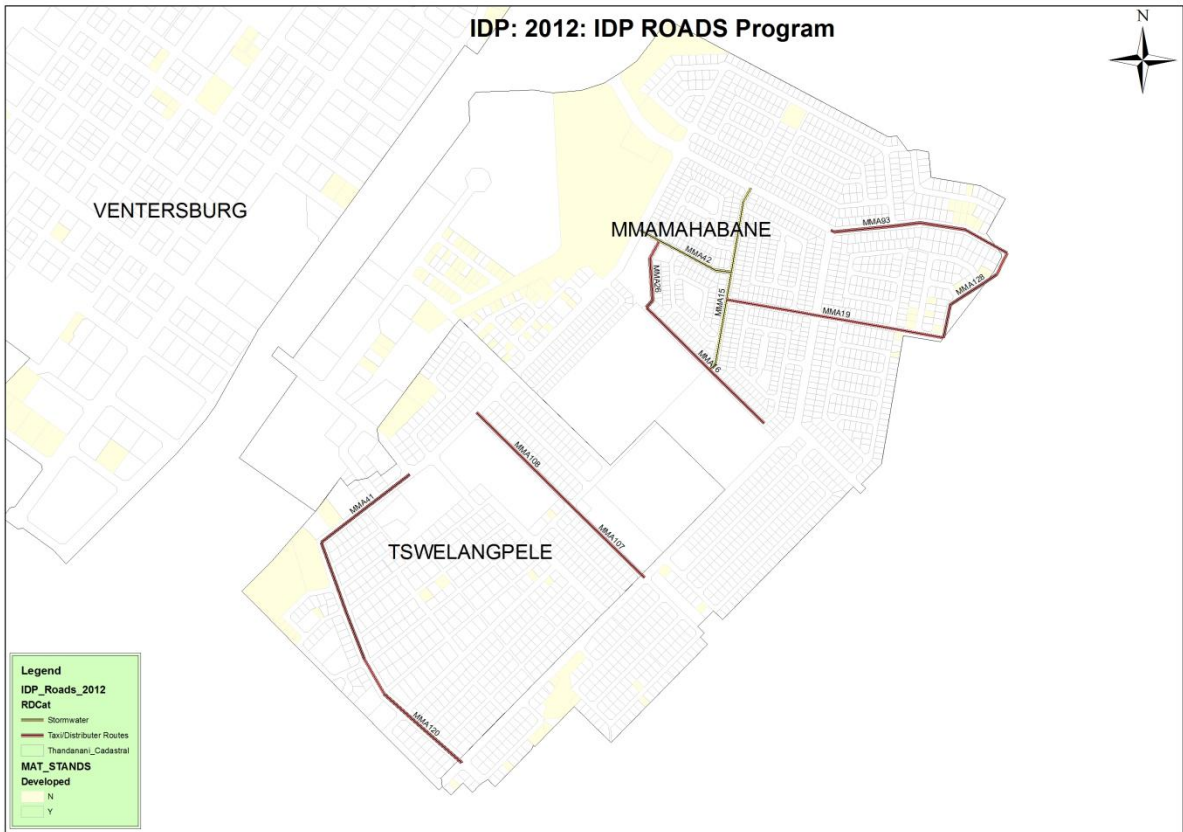 IDP: 2012: IDP ROADS Program
N
VENTERSBURG
MMAMAHABANE
MMA93
MMA42
MMA26
MMA15
MMA128
MMA19
MMA16
MMA108
MMA41
MMA107
TSWELANGPELE
MMA120
Legend
IDP_Roads_2012
RDCat
Stormwater
Taxi/Distributer Routes
Thandanani_Cadastral
MAT_STANDS
Developed
N
Y